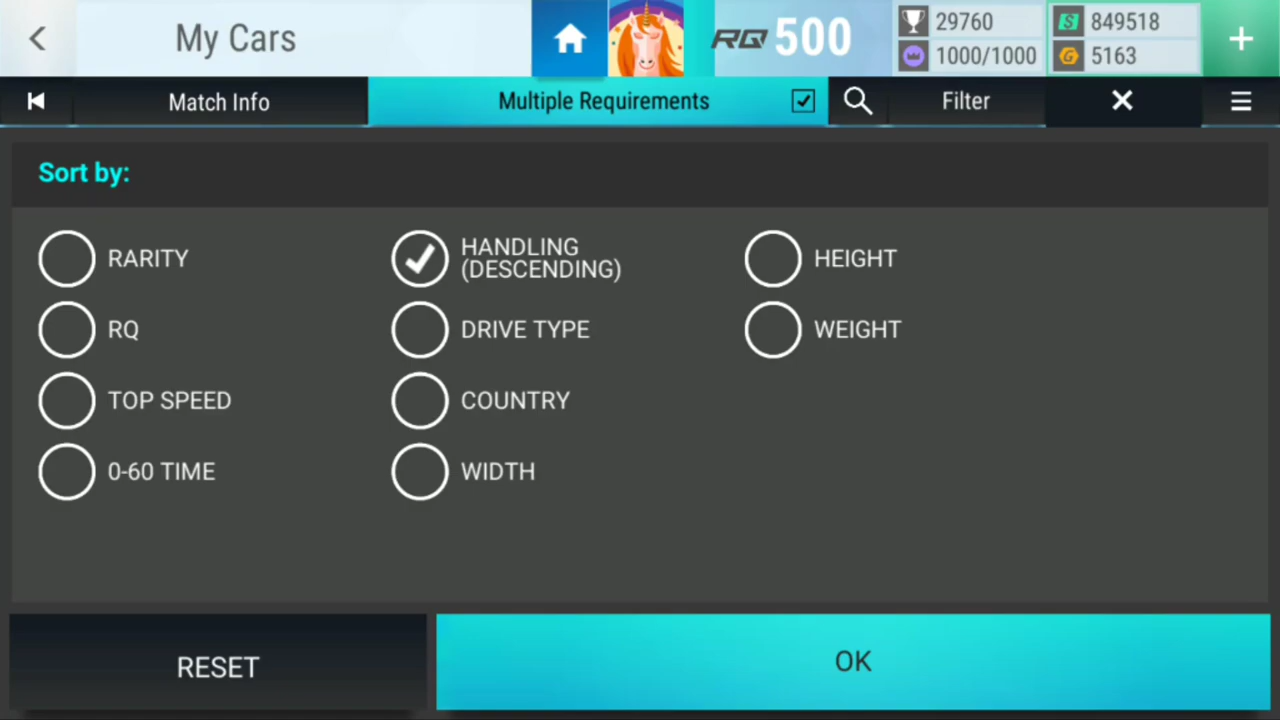 My Cars
RQ 500
29760
1000/1000
849518
5163
Match Info
Multiple Requirements
Filter
Sort by:
RARITY
HANDLING
(DESCENDING)
HEIGHT
RQ
DRIVE TYPE
WEIGHT
TOP SPEED
COUNTRY
0-60 TIME
WIDTH
RESET
OK